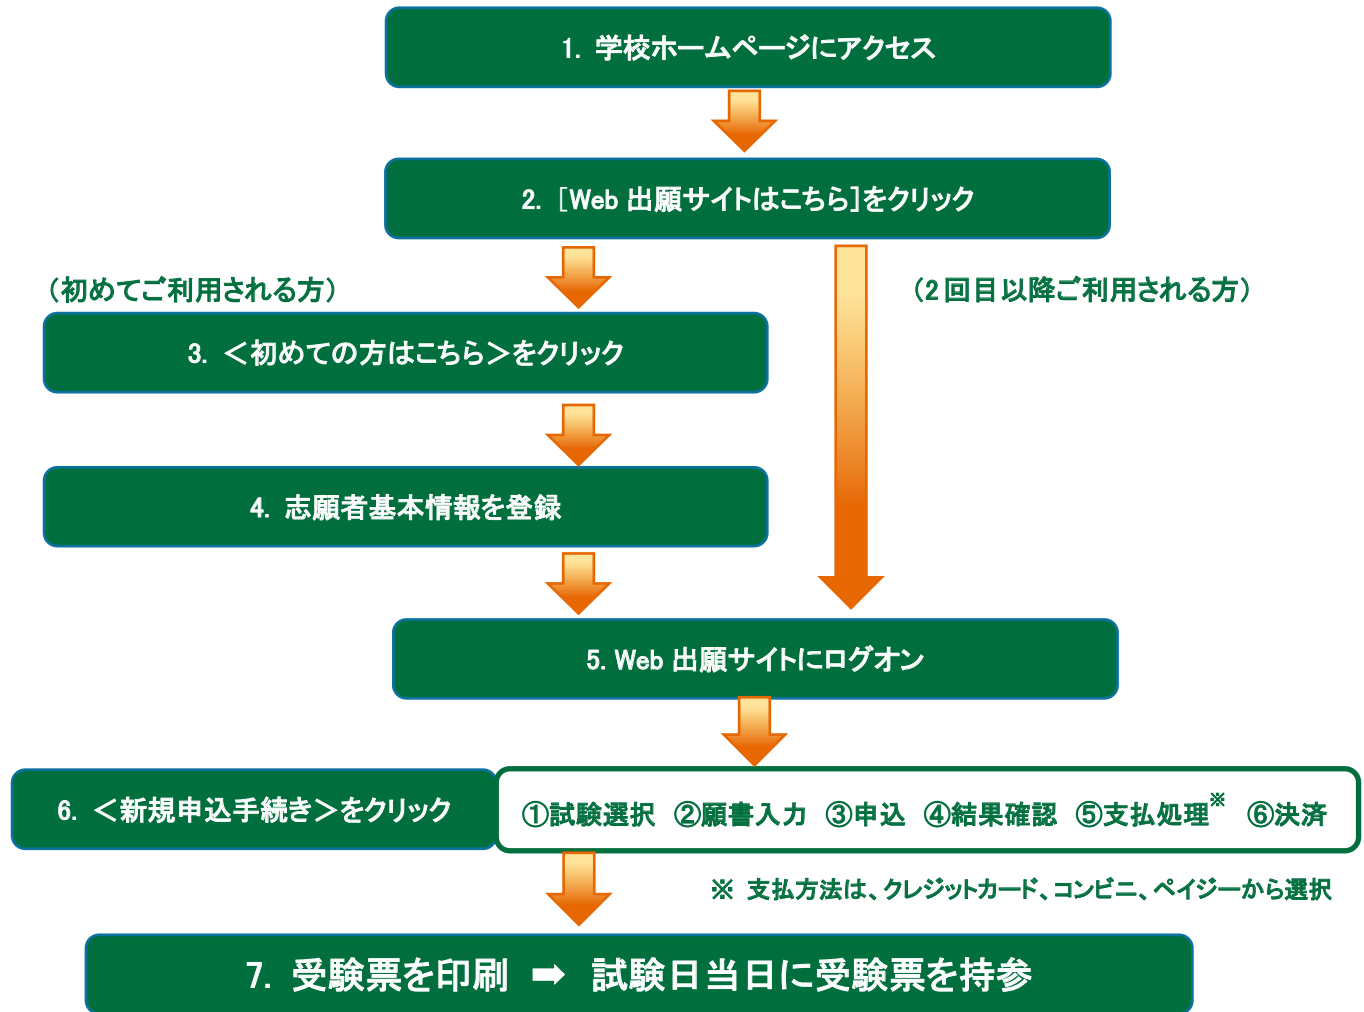 1. 学校ホームページにアクセス
2. [Web 出願サイトはこちら]をクリック
（初めてご利用される方）
（2 回目以降ご利用される方）
3. ＜初めての方はこちら＞をクリック
4. 志願者基本情報を登録
5. Web 出願サイトにログオン
6. ＜新規申込手続き＞をクリック
①試験選択 ②願書入力 ③申込 ④結果確認 ⑤支払処理※ ⑥決済
※ 支払方法は、クレジットカード、コンビニ、ペイジーから選択
7. 受験票を印刷 ➡ 試験日当日に受験票を持参